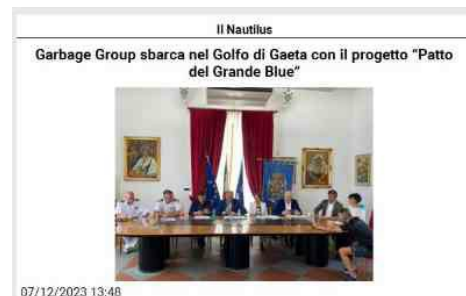 Il Nautilus
Garbage Group sbarca nel Golfo di Gaeta con il progetto “Patto
del Grande Blue”
07/12/2023 13:48